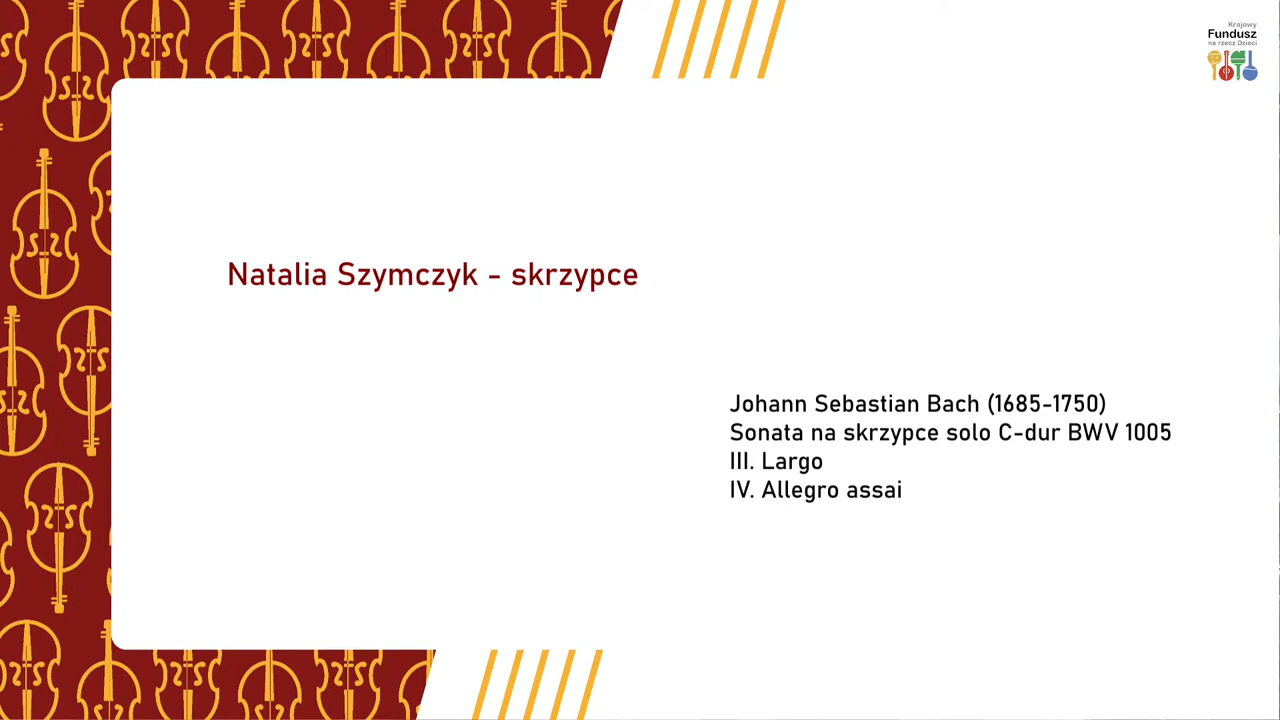 Krajowy
Fundusz
na rzecz Dzieci
Natalia Szymczyk - skrzypce
Johann Sebastian Bach (1685-1750)
Sonata na skrzypce solo C-dur BWV 1005
III. Largo
IV. Allegro assai